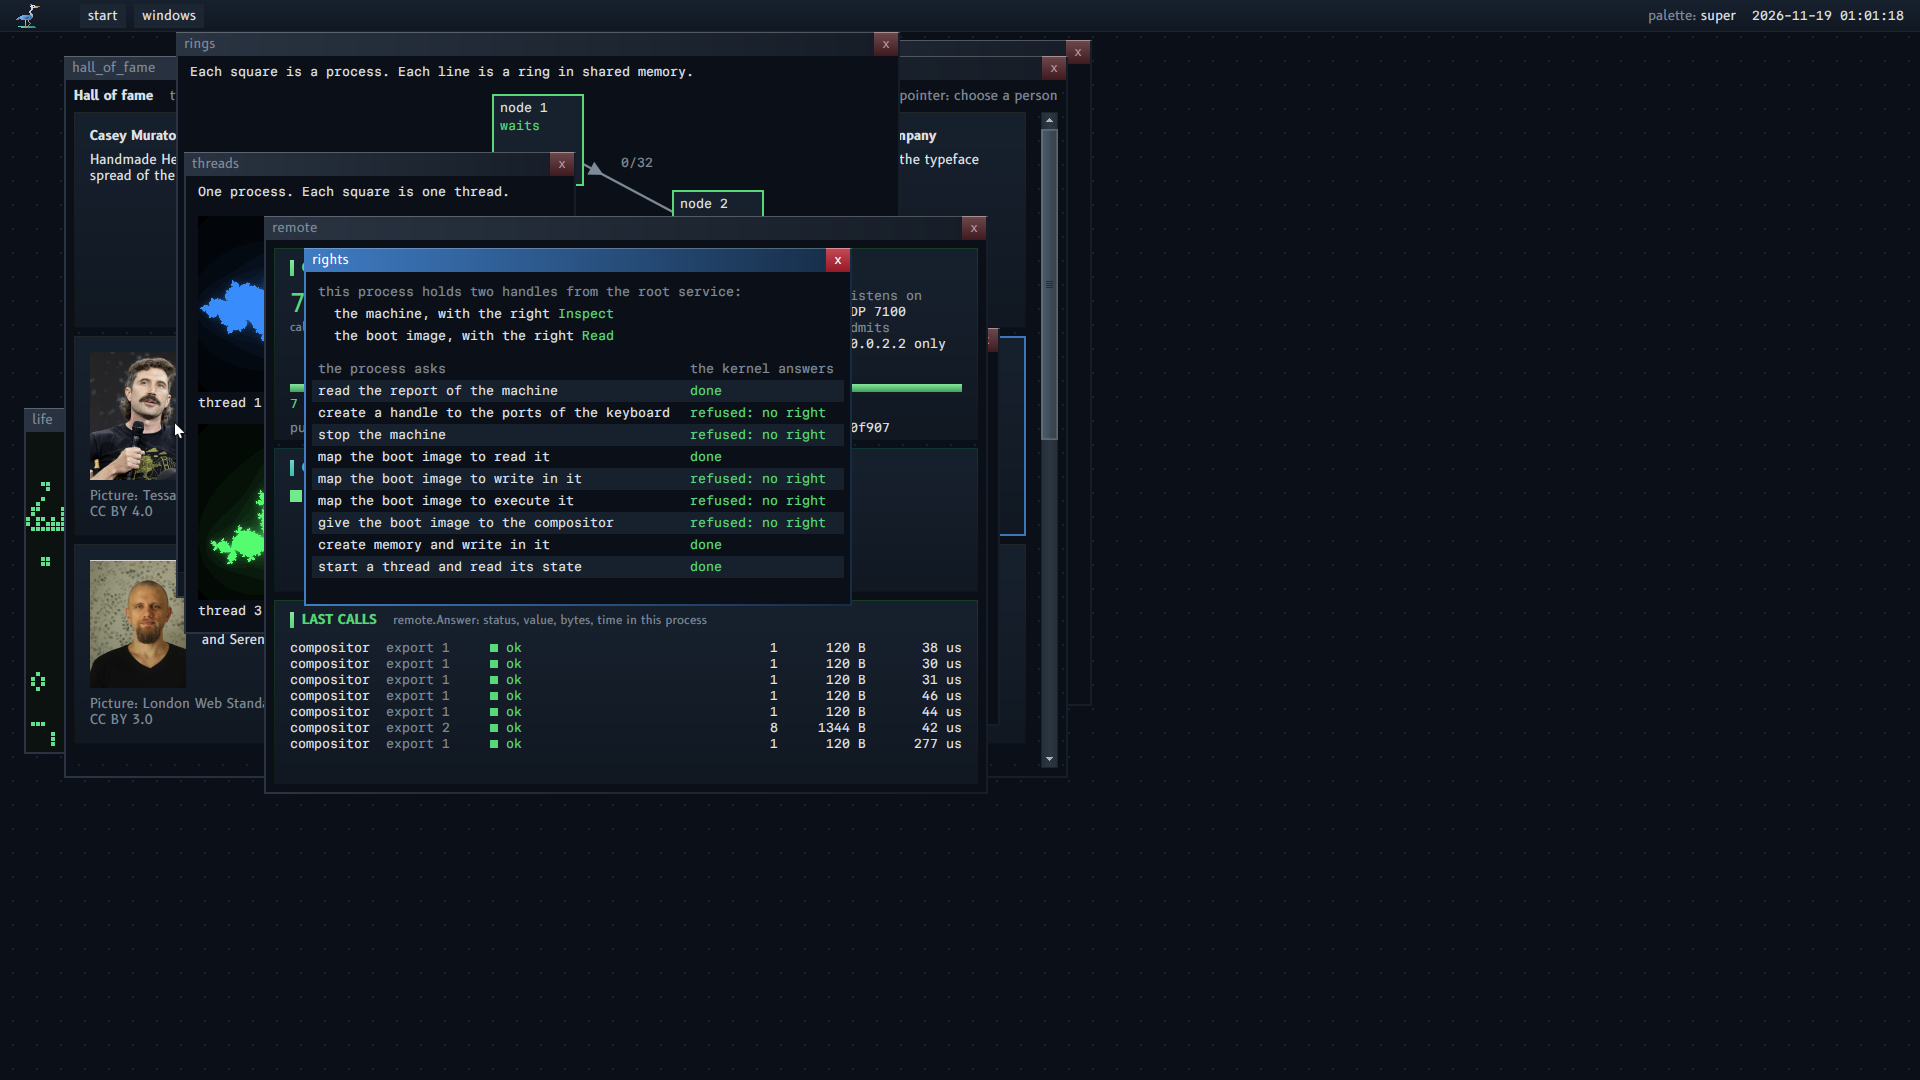 start windows palette: super 2026-11-19 01:01:18
rings x
x
hall_of_fame
x
Each square is a process. Each line is a ring in shared memory.
Hall of fame
pointer: choose a person
node 1
waits
Casey
Handmade
spread of the
the typeface
0/32
threads x
One process. Each square is one thread.
node 2
remote x
rights x
this process holds two handles from the root service:
the machine, with the right Inspect
the boot image, with the right Read
the process asks the kernel answers
read the report of the machine done
create a handle to the ports of the keyboard refused: no right
stop the machine refused: no right
map the boot image to read it done
map the boot image to write in it refused: no right
map the boot image to execute it refused: no right
give the boot image to the compositor refused: no right
create memory and write in it done
start a thread and read its state done
on
7100
only
7
thread 1
life
Picture: Tessa
CC BY 4.0
thread 3
and
Picture: London Web
CC BY 3.0
LAST CALLS remote.Answer: status, value, bytes, time in this process
compositor export 1 ok 1 120 B 38 us
compositor export 1 ok 1 120 B 30 us
compositor export 1 ok 1 120 B 31 us
compositor export 1 ok 1 120 B 46 us
compositor export 1 ok 1 120 B 44 us
compositor export 2 ok 8 1344 B 42 us
compositor export 1 ok 1 120 B 277 us